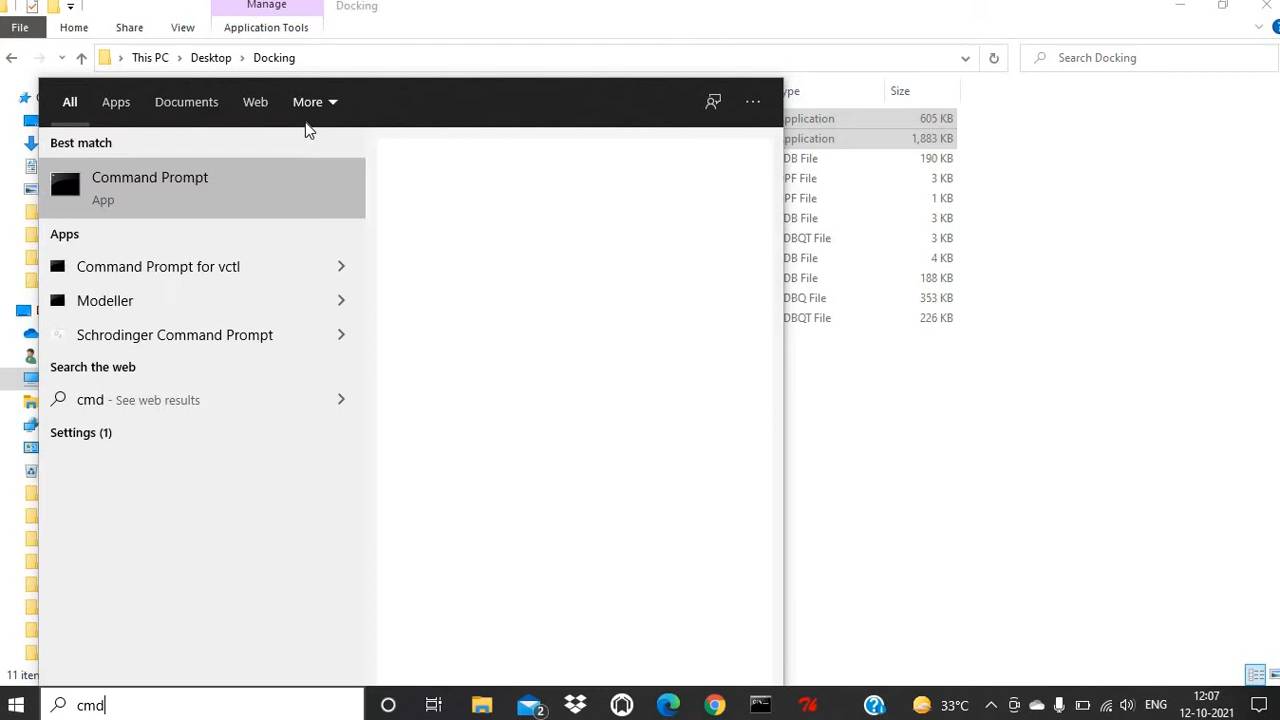 Manage
Docking
File
Home
Share
View
Application Tools
This PC
Desktop
Docking
Search Docking
All
Apps
Documents
Web
More
Size
Best match
Command Prompt
App
Apps
Command Prompt for vctl
Modeller
Schrodinger Command Prompt
Search the web
cmd - See web results
Settings (1)
ype
pplication 605 KB
pplication 1,883 KB
DB File 190 KB
PF File 3 KB
PF File 1 KB
DB File 3 KB
DBQT File 3 KB
DB File 4 KB
DB File 188 KB
DBQ File 353 KB
DBQT File 226 KB
11 iten
cmd
2
33°C
ENG
12:07
12-10-2021